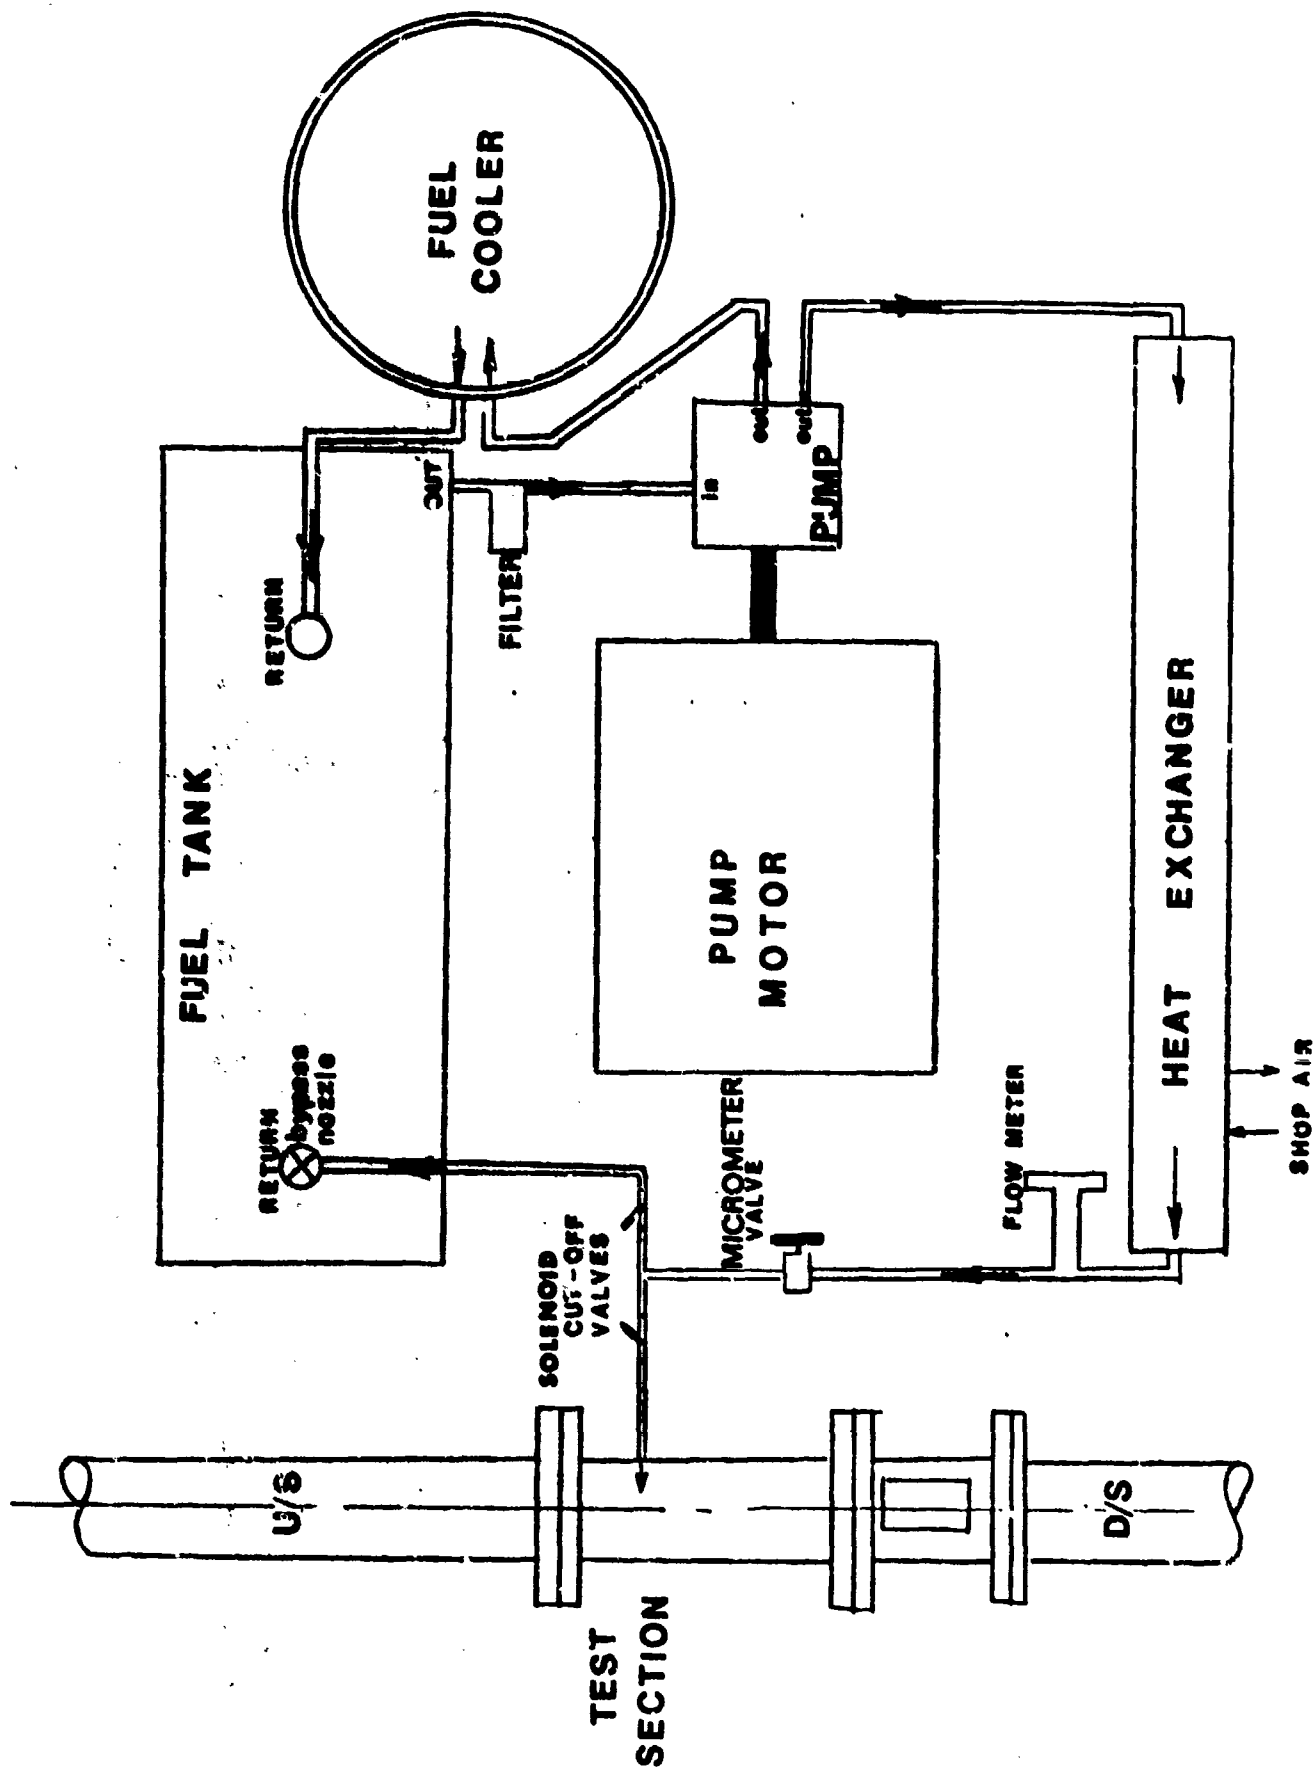 FUEL
COOLER
FUEL TANK
RETURN
OUT
FILTER
in
out
out
PUMP
PUMP
MOTOR
RETURN
bypass
nozzle
SOLENOID
CUT-OFF
VALVES
MICROMETER
VALVE
FLOW METER
HEAT EXCHANGER
SHOP AIR
U/S
TEST
SECTION
D/S